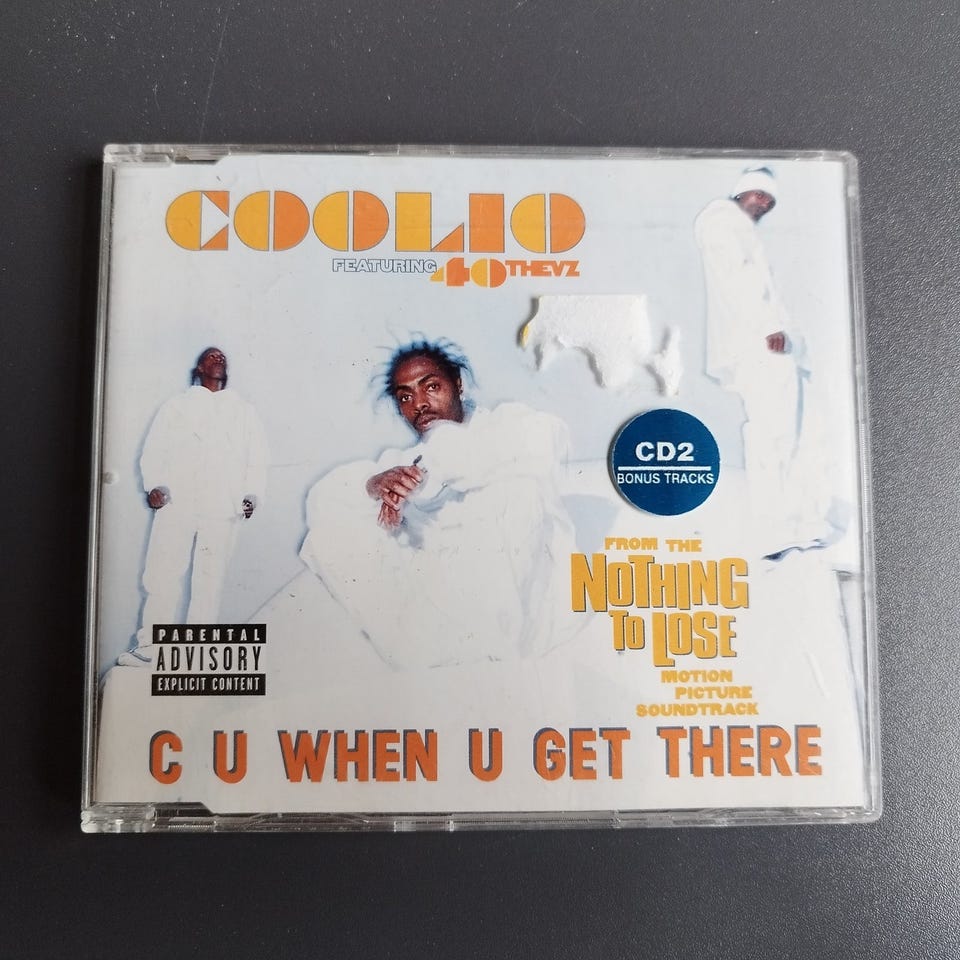 COOLIO
FEATURING 40 THEVZ
CD2
BONUS TRACKS
FROM THE
NOTHING
TO LOSE
MOTION
PICTURE
SOUNDTRACK
PARENTAL
ADVISORY
EXPLICIT CONTENT
C U WHEN U GET THERE